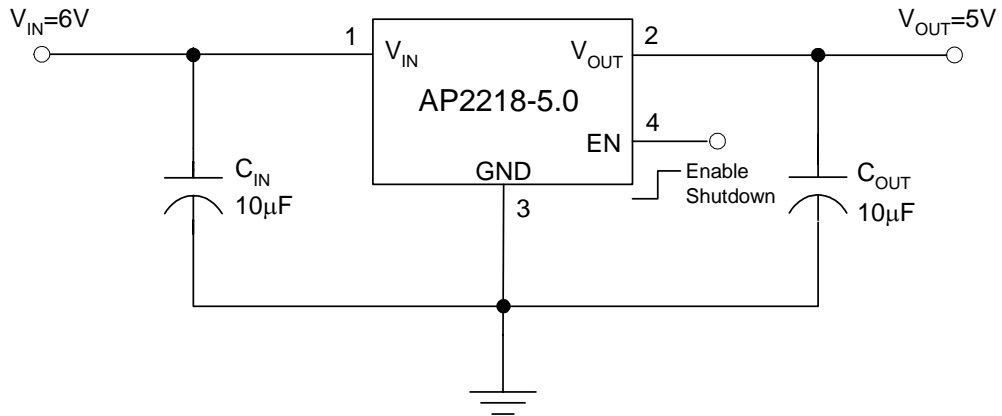 V_IN=6V
V_OUT=5V
1
2
V_IN
V_OUT
AP2218-5.0
4
EN
GND
Enable
Shutdown
3
C_IN
10μF
C_OUT
10μF